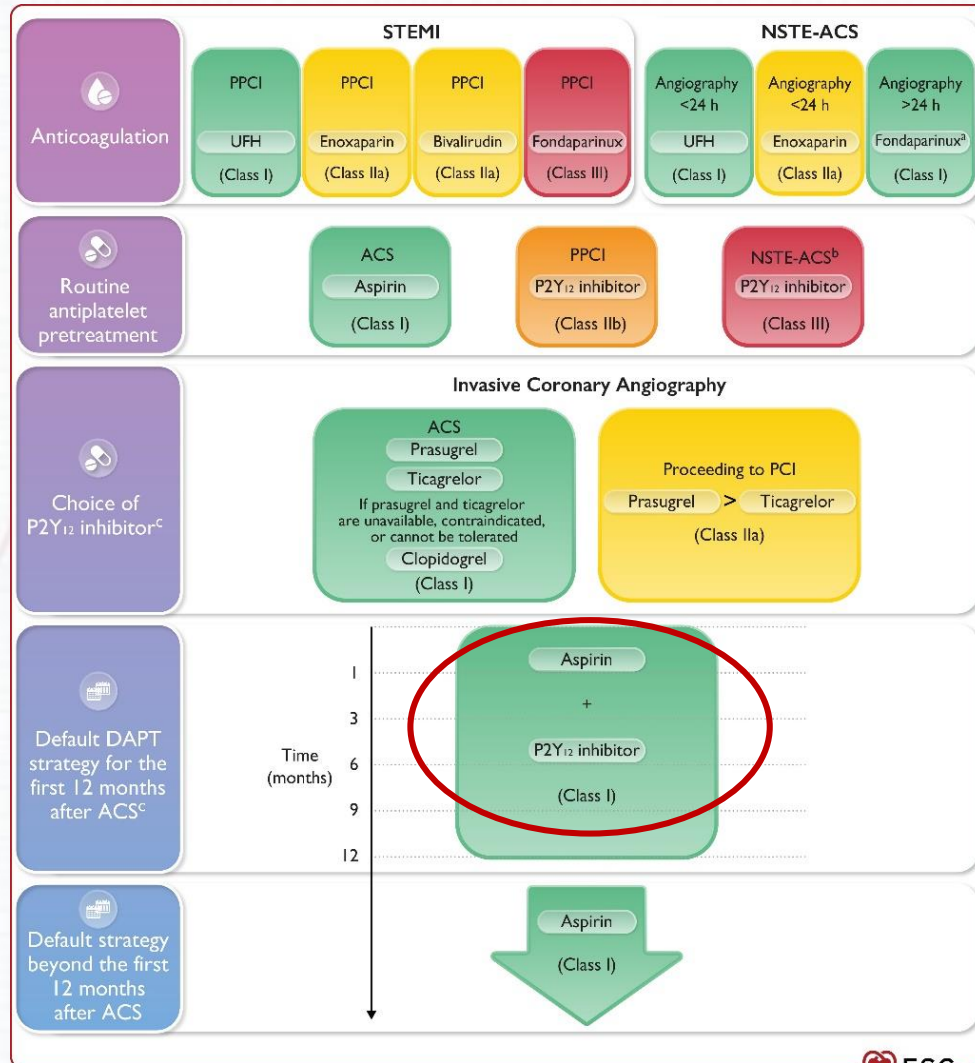 STEMI
NSTE-ACS
Anticoagulation
PPCI
UFH
(Class I)
PPCI
Enoxaparin
(Class IIa)
PPCI
Bivalirudin
(Class IIa)
PPCI
Fondaparinux
(Class III)
Angiography
<24 h
UFH
(Class I)
Angiography
<24 h
Enoxaparin
(Class IIa)
Angiography
>24 h
Fondaparinuxᵃ
(Class I)
Routine
antiplatelet
pretreatment
ACS
Aspirin
(Class I)
PPCI
P2Y₁₂ inhibitor
(Class IIb)
NSTE-ACSᵇ
P2Y₁₂ inhibitor
(Class III)
Choice of
P2Y₁₂ inhibitorᶜ
Invasive Coronary Angiography
ACS
Prasugrel
Ticagrelor
If prasugrel and ticagrelor
are unavailable, contraindicated,
or cannot be tolerated
Clopidogrel
(Class I)
Proceeding to PCI
Prasugrel > Ticagrelor
(Class IIa)
Default DAPT
strategy for the
first 12 months
after ACSᶜ
Time
(months)
1
3
6
9
12
Aspirin
+
P2Y₁₂ inhibitor
(Class I)
Default strategy
beyond the first
12 months
after ACS
Aspirin
(Class I)